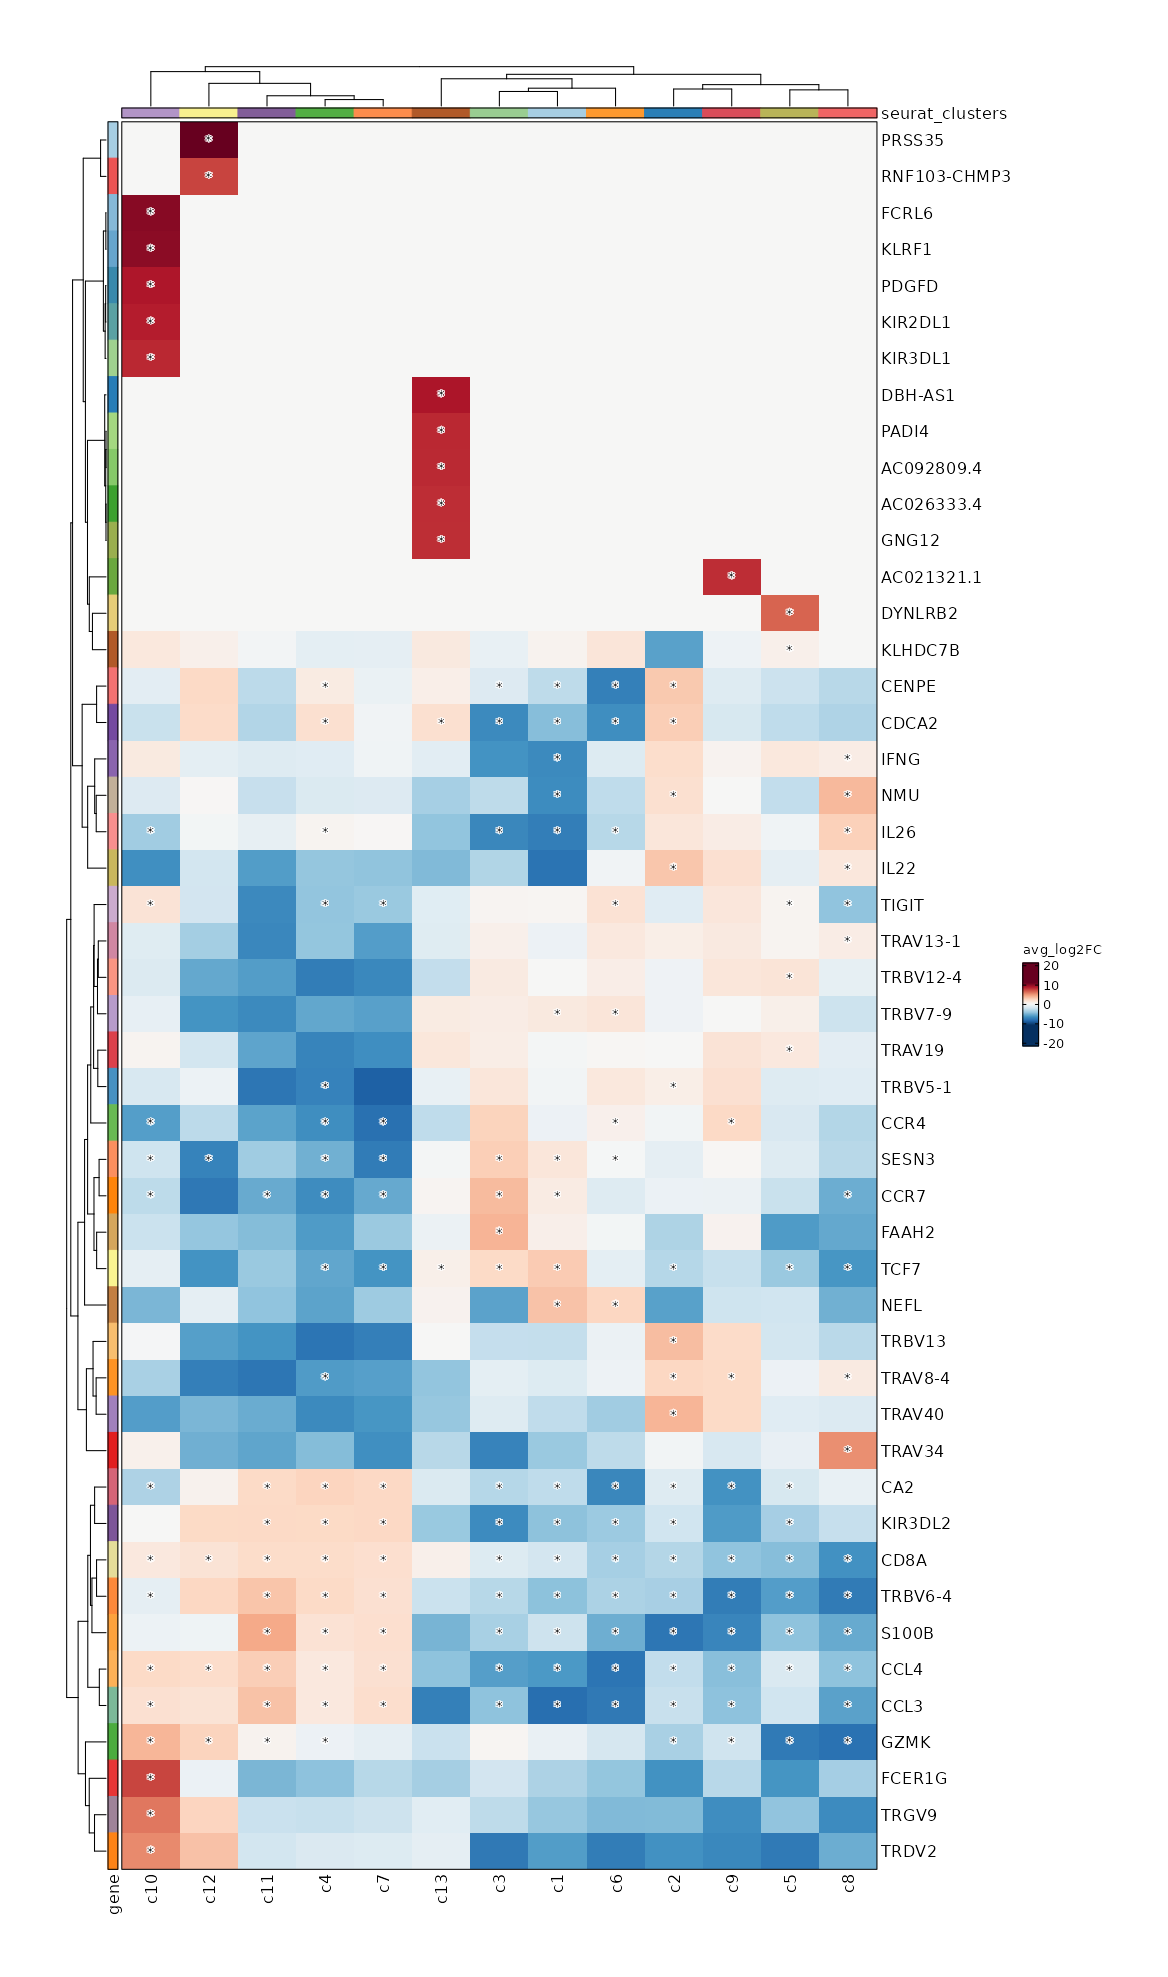 seurat_clusters
PRSS35
RNF103-CHMP3
FCRL6
KLRF1
PDGFD
KIR2DL1
KIR3DL1
DBH-AS1
PADI4
AC092809.4
AC026333.4
GNG12
AC021321.1
DYNLRB2
KLHDC7B
CENPE
CDCA2
IFNG
NMU
IL26
IL22
TIGIT
TRAV13-1
TRBV12-4
TRBV7-9
TRAV19
TRBV5-1
CCR4
SESN3
CCR7
FAAH2
TCF7
NEFL
TRBV13
TRAV8-4
TRAV40
TRAV34
CA2
KIR3DL2
CD8A
TRBV6-4
S100B
CCL4
CCL3
GZMK
FCER1G
TRGV9
TRDV2
gene
c10
c12
c11
c4
c7
c13
c3
c1
c6
c2
c9
c5
c8
avg_log2FC
20
10
0
-10
-20